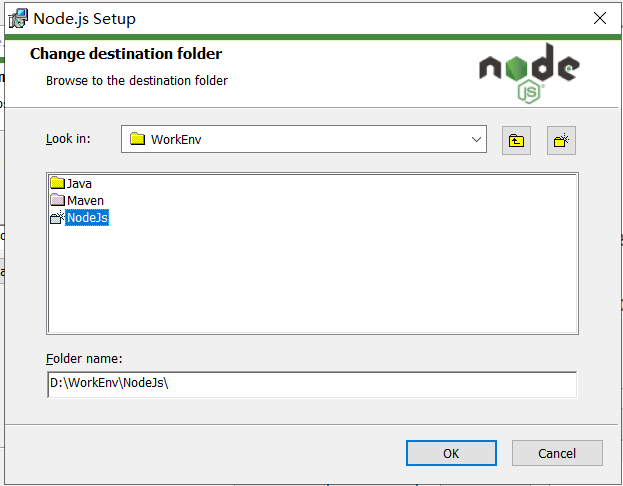 Node.js Setup
Change destination folder
Browse to the destination folder
node
JS
Look in:
WorkEnv
Java
Maven
NodeJs
Folder name:
D:\WorkEnv\NodeJs\
OK
Cancel